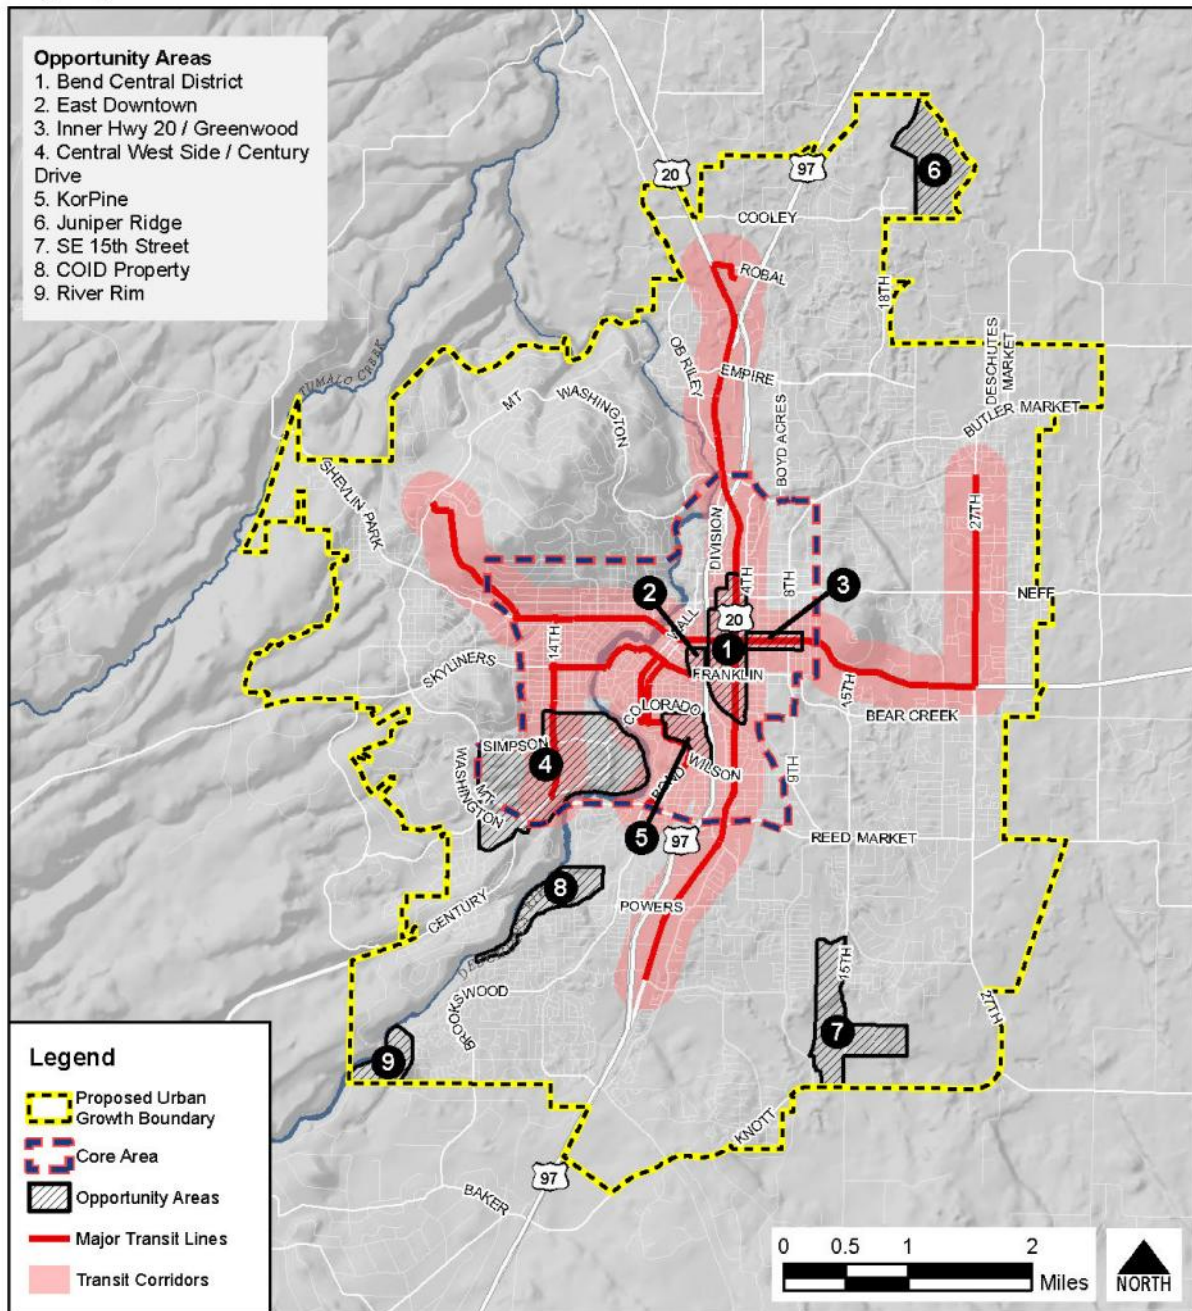 Opportunity Areas
1. Bend Central District
2. East Downtown
3. Inner Hwy 20 / Greenwood
4. Central West Side / Century
Drive
5. KorPine
6. Juniper Ridge
7. SE 15th Street
8. COID Property
9. River Rim
20
97
6
COOLEY
ROBAL
18TH
OB RILEY
EMPIRE
DESCHUTES
MARKET
BUTLER MARKET
TUMALO CREEK
MT
WASHINGTON
BOYD ACRES
SHEVLIN PARK
27TH
DIVISION
4TH
8TH
2
3
NEFF
WALL
20
1
14TH
SKYLINERS
FRANKLIN
15TH
COLORADO
BEAR CREEK
SIMPSON
4
WILSON
9TH
MT
WASHINGTON
BOND
5
97
REED MARKET
8
CENTURY
POWERS
15TH
BROOKSWOOD
27TH
7
9
KNOTT
97
BAKER
Legend
Proposed Urban
Growth Boundary
Core Area
Opportunity Areas
Major Transit Lines
Transit Corridors
0 0.5 1 2
Miles
NORTH